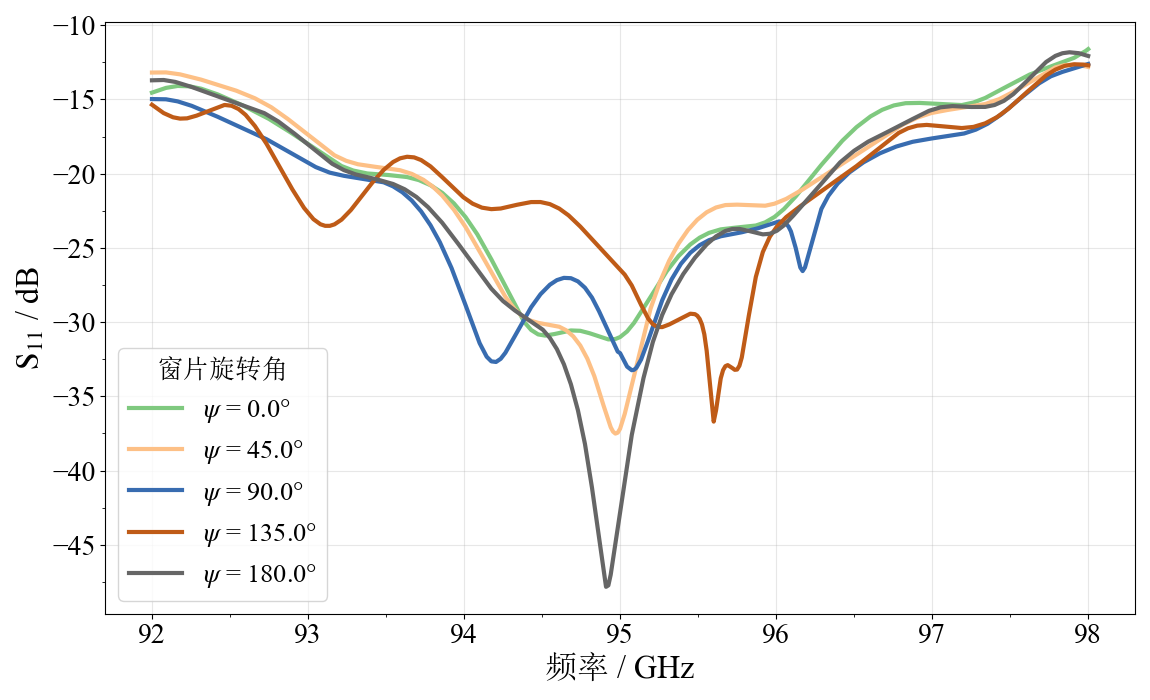 −10
−15
−20
−25
−30
−35
−40
−45
S₁₁ / dB
窗片旋转角
ψ = 0.0°
ψ = 45.0°
ψ = 90.0°
ψ = 135.0°
ψ = 180.0°
92 93 94 95 96 97 98
频率 / GHz